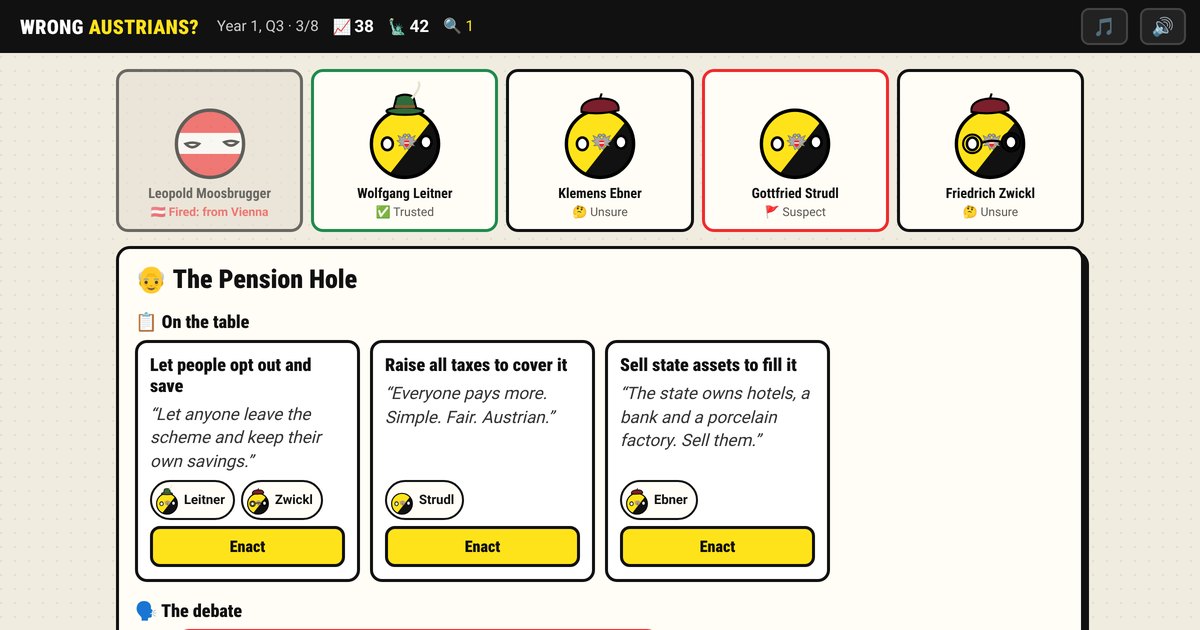 WRONG AUSTRIANS?
Year 1, Q3 · 3/8
38
42
1
Leopold Moosbrugger
Fired: from Vienna
Wolfgang Leitner
Trusted
Klemens Ebner
Unsure
Gottfried Strudl
Suspect
Friedrich Zwickl
Unsure
The Pension Hole
On the table
Let people opt out and
save
“Let anyone leave the
scheme and keep their
own savings.”
Leitner
Zwickl
Enact
Raise all taxes to cover it
“Everyone pays more.
Simple. Fair. Austrian.”
Strudl
Enact
Sell state assets to fill it
“The state owns hotels, a
bank and a porcelain
factory. Sell them.”
Ebner
Enact
The debate